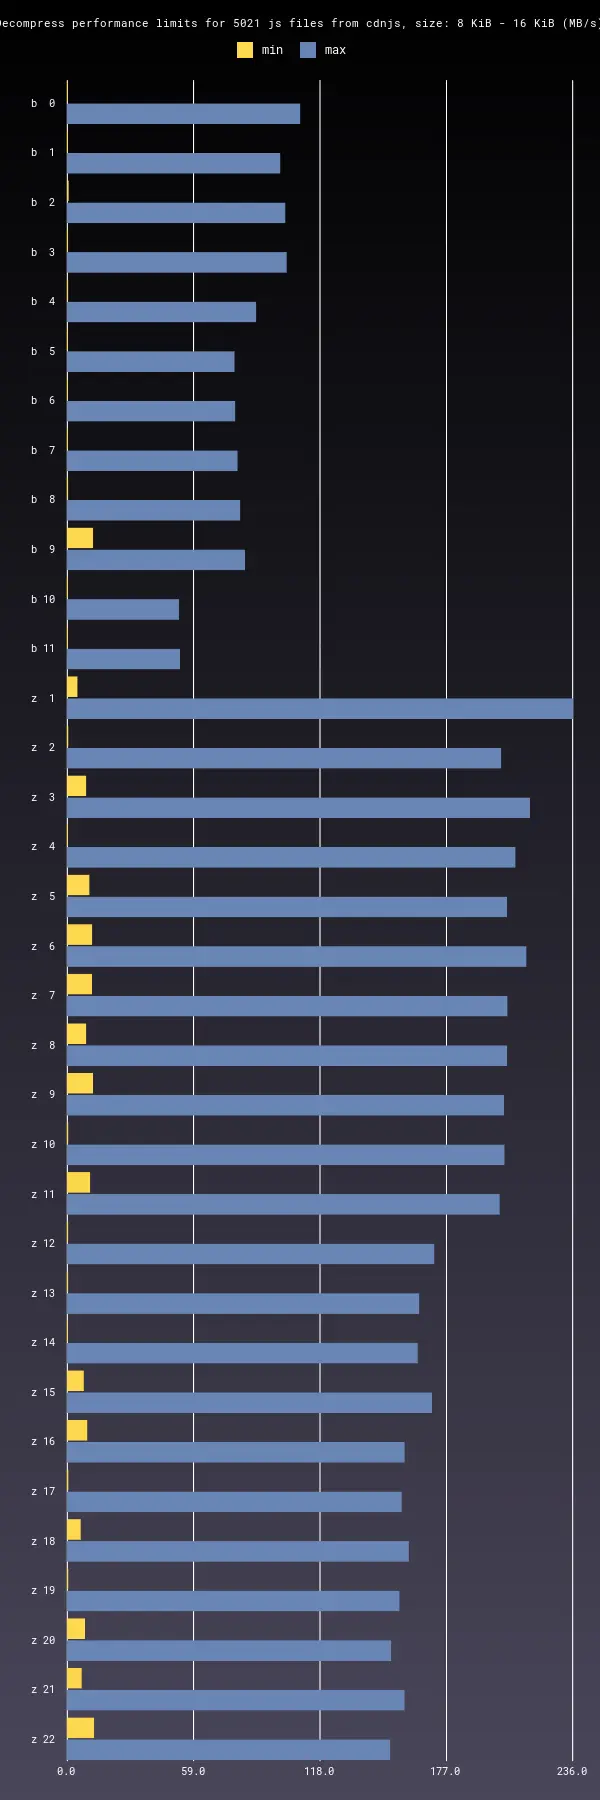 ecompress performance limits for 5021 js files from cdnjs, size: 8 KiB - 16 KiB (MB/s)
min max
b 0
b 1
b 2
b 3
b 4
b 5
b 6
b 7
b 8
b 9
b 10
b 11
z 1
z 2
z 3
z 4
z 5
z 6
z 7
z 8
z 9
z 10
z 11
z 12
z 13
z 14
z 15
z 16
z 17
z 18
z 19
z 20
z 21
z 22
0.0 59.0 118.0 177.0 236.0